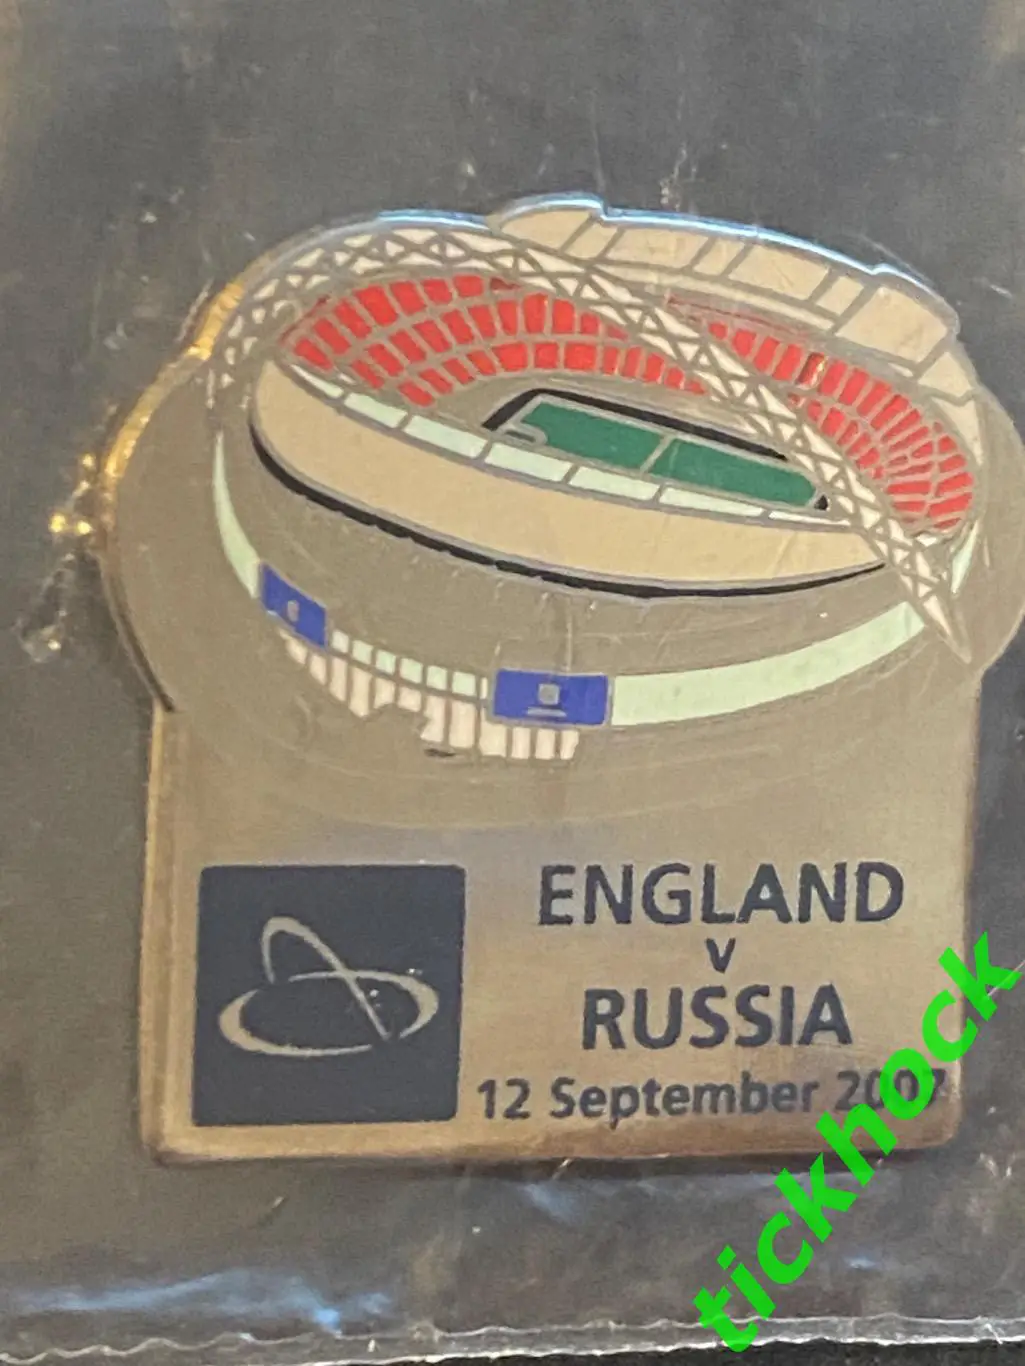 ENGLAND
v
RUSSIA
12 September 2007
tickhock